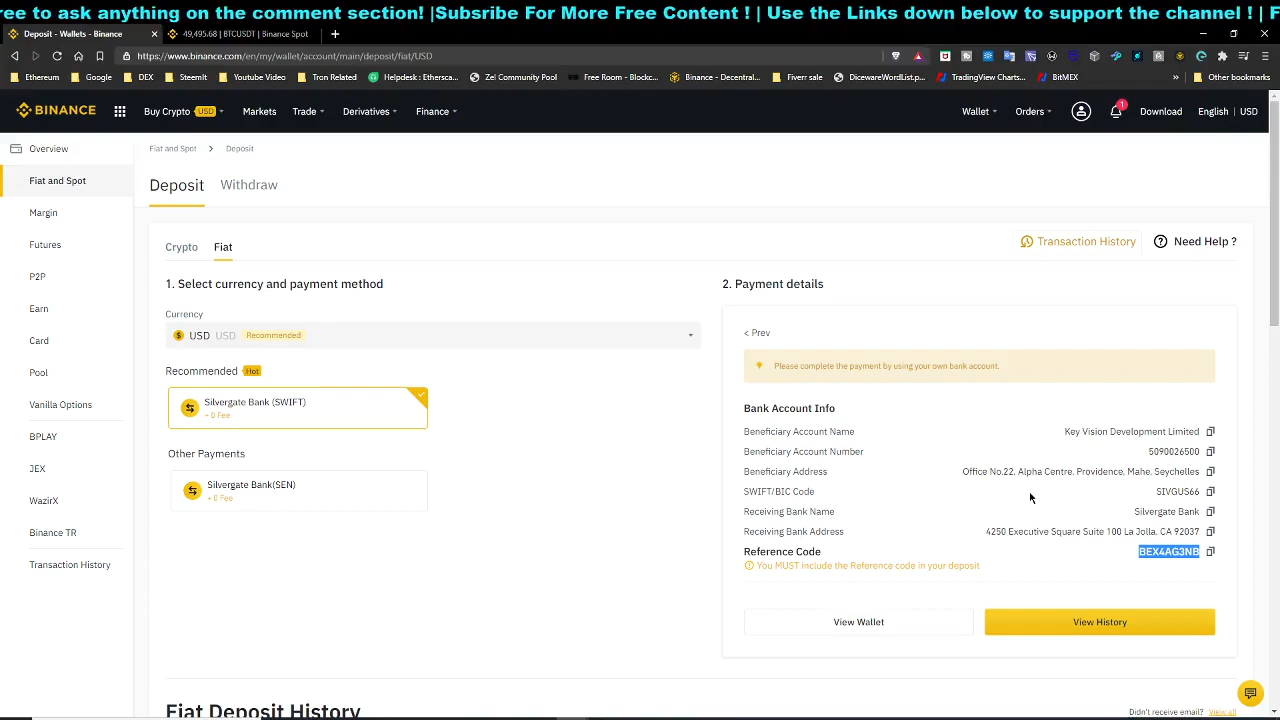 ree to ask anything on the comment section! |Subsribe For More Free Content ! | Use the Links down below to support the channel ! | F
Deposit - Wallets - Binance
49,495.68 | BTCUSDT | Binance Spot
https://www.binance.com/en/my/wallet/account/main/deposit/fiat/USD
Ethereum Google DEX SteemIt Youtube Video Tron Related Helpdesk : Ethersca... Zel Community Pool Free Room - Blockc... Binance - Decentral... Fiverr sale DicewareWordList.p... TradingView Charts... BitMEX » Other bookmarks
BINANCE Buy Crypto USD Markets Trade Derivatives Finance Wallet Orders 1 Download English | USD
Overview
Fiat and Spot
Margin
Futures
P2P
Earn
Card
Pool
Vanilla Options
BPLAY
JEX
WazirX
Binance TR
Transaction History
Fiat and Spot > Deposit
Deposit Withdraw
Crypto Fiat
Transaction History
Need Help ?
1. Select currency and payment method
Currency
$ USD USD Recommended
Recommended Hot
Silvergate Bank (SWIFT)
~ 0 Fee
Other Payments
Silvergate Bank(SEN)
~ 0 Fee
2. Payment details
< Prev
Please complete the payment by using your own bank account.
Bank Account Info
Beneficiary Account Name Key Vision Development Limited
Beneficiary Account Number 5090026500
Beneficiary Address Office No.22, Alpha Centre, Providence, Mahe, Seychelles
SWIFT/BIC Code SIVGUS66
Receiving Bank Name Silvergate Bank
Receiving Bank Address 4250 Executive Square Suite 100 La Jolla, CA 92037
Reference Code BEX4AG3NB
You MUST include the Reference code in your deposit
View Wallet
View History
Fiat Deposit History
Didn't receive email? View all